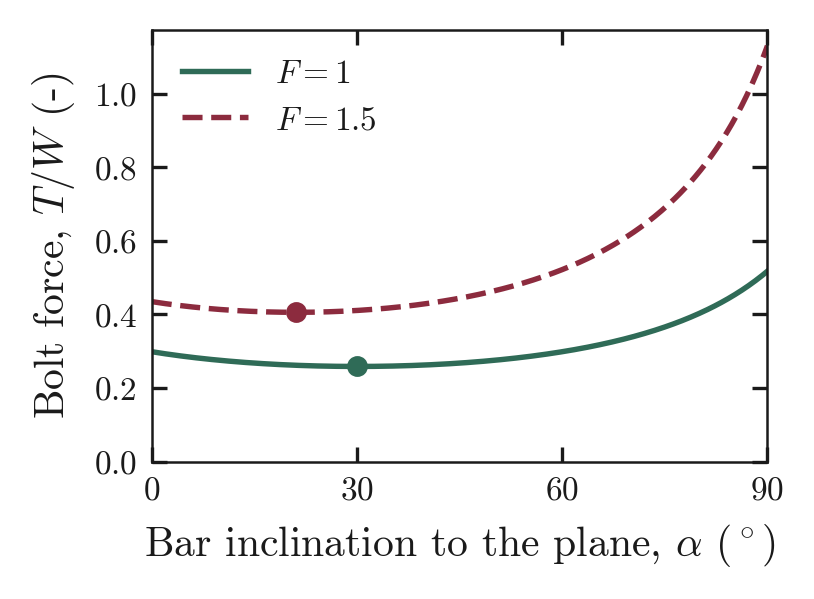 F = 1
F = 1.5
Bolt force, T/W (-)
1.0
0.8
0.6
0.4
0.2
0.0
0 30 60 90
Bar inclination to the plane, α (°)